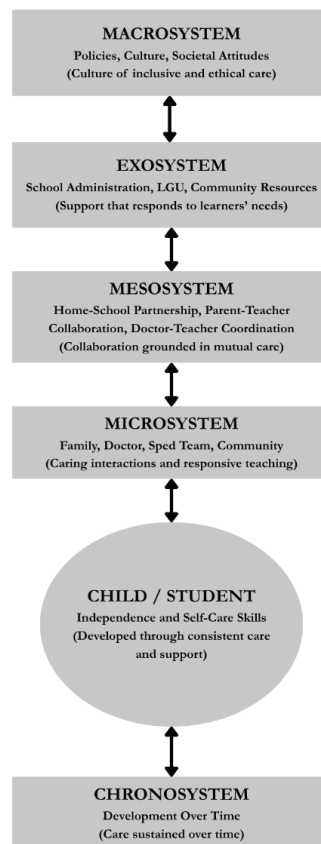 MACROSYSTEM
Policies, Culture, Societal Attitudes
(Culture of inclusive and ethical care)
EXOSYSTEM
School Administration, LGU, Community Resources
(Support that responds to learners’ needs)
MESOSYSTEM
Home-School Partnership, Parent-Teacher
Collaboration, Doctor-Teacher Coordination
(Collaboration grounded in mutual care)
MICROSYSTEM
Family, Doctor, Sped Team, Community
(Caring interactions and responsive teaching)
CHILD / STUDENT
Independence and Self-Care Skills
(Developed through consistent care
and support)
CHRONOSYSTEM
Development Over Time
(Care sustained over time)